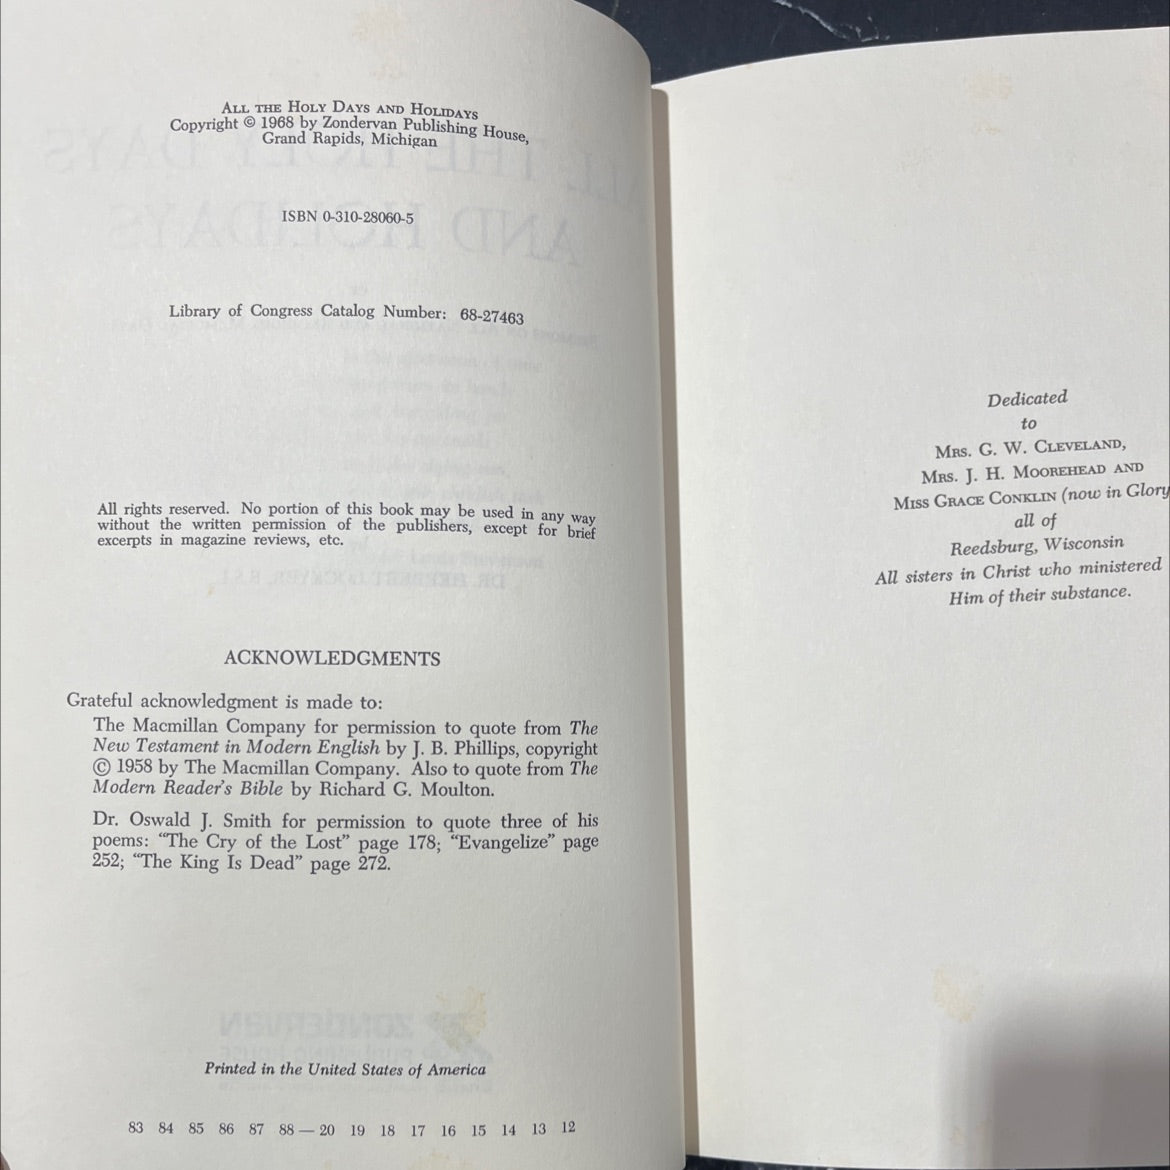 All the Holy Days and Holidays
Copyright © 1968 by Zondervan Publishing House,
Grand Rapids, Michigan
ISBN 0-310-28060-5
Library of Congress Catalog Number: 68-27463
All rights reserved. No portion of this book may be used in any way
without the written permission of the publishers, except for brief
excerpts in magazine reviews, etc.
ACKNOWLEDGMENTS
Grateful acknowledgment is made to:
The Macmillan Company for permission to quote from The
New Testament in Modern English by J. B. Phillips, copyright
© 1958 by The Macmillan Company. Also to quote from The
Modern Reader's Bible by Richard G. Moulton.
Dr. Oswald J. Smith for permission to quote three of his
poems: “The Cry of the Lost” page 178; “Evangelize” page
252; “The King Is Dead” page 272.
Printed in the United States of America
83 84 85 86 87 88 — 20 19 18 17 16 15 14 13 12
Dedicated
to
Mrs. G. W. Cleveland,
Mrs. J. H. Moorehead and
Miss Grace Conklin (now in Glory
all of
Reedsburg, Wisconsin
All sisters in Christ who ministered
Him of their substance.